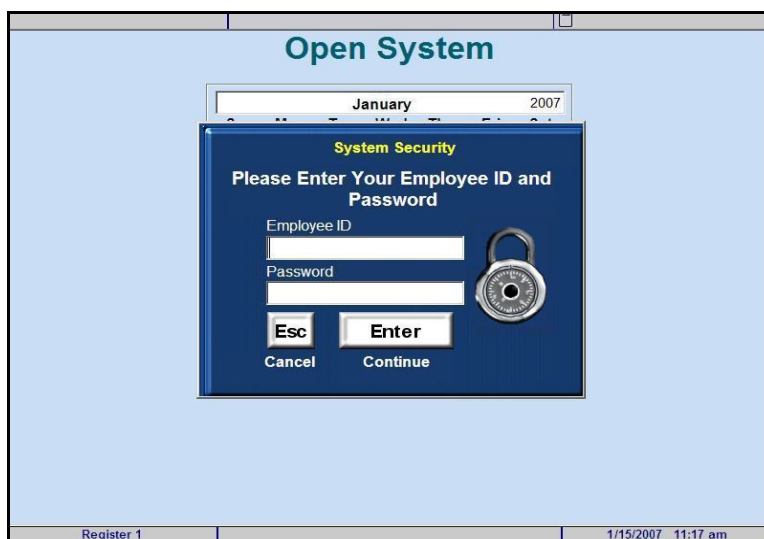 Open System
January 2007
System Security
Please Enter Your Employee ID and
Password
Employee ID
Password
Esc Enter
Cancel Continue
Register 1 1/15/2007 11:17 am